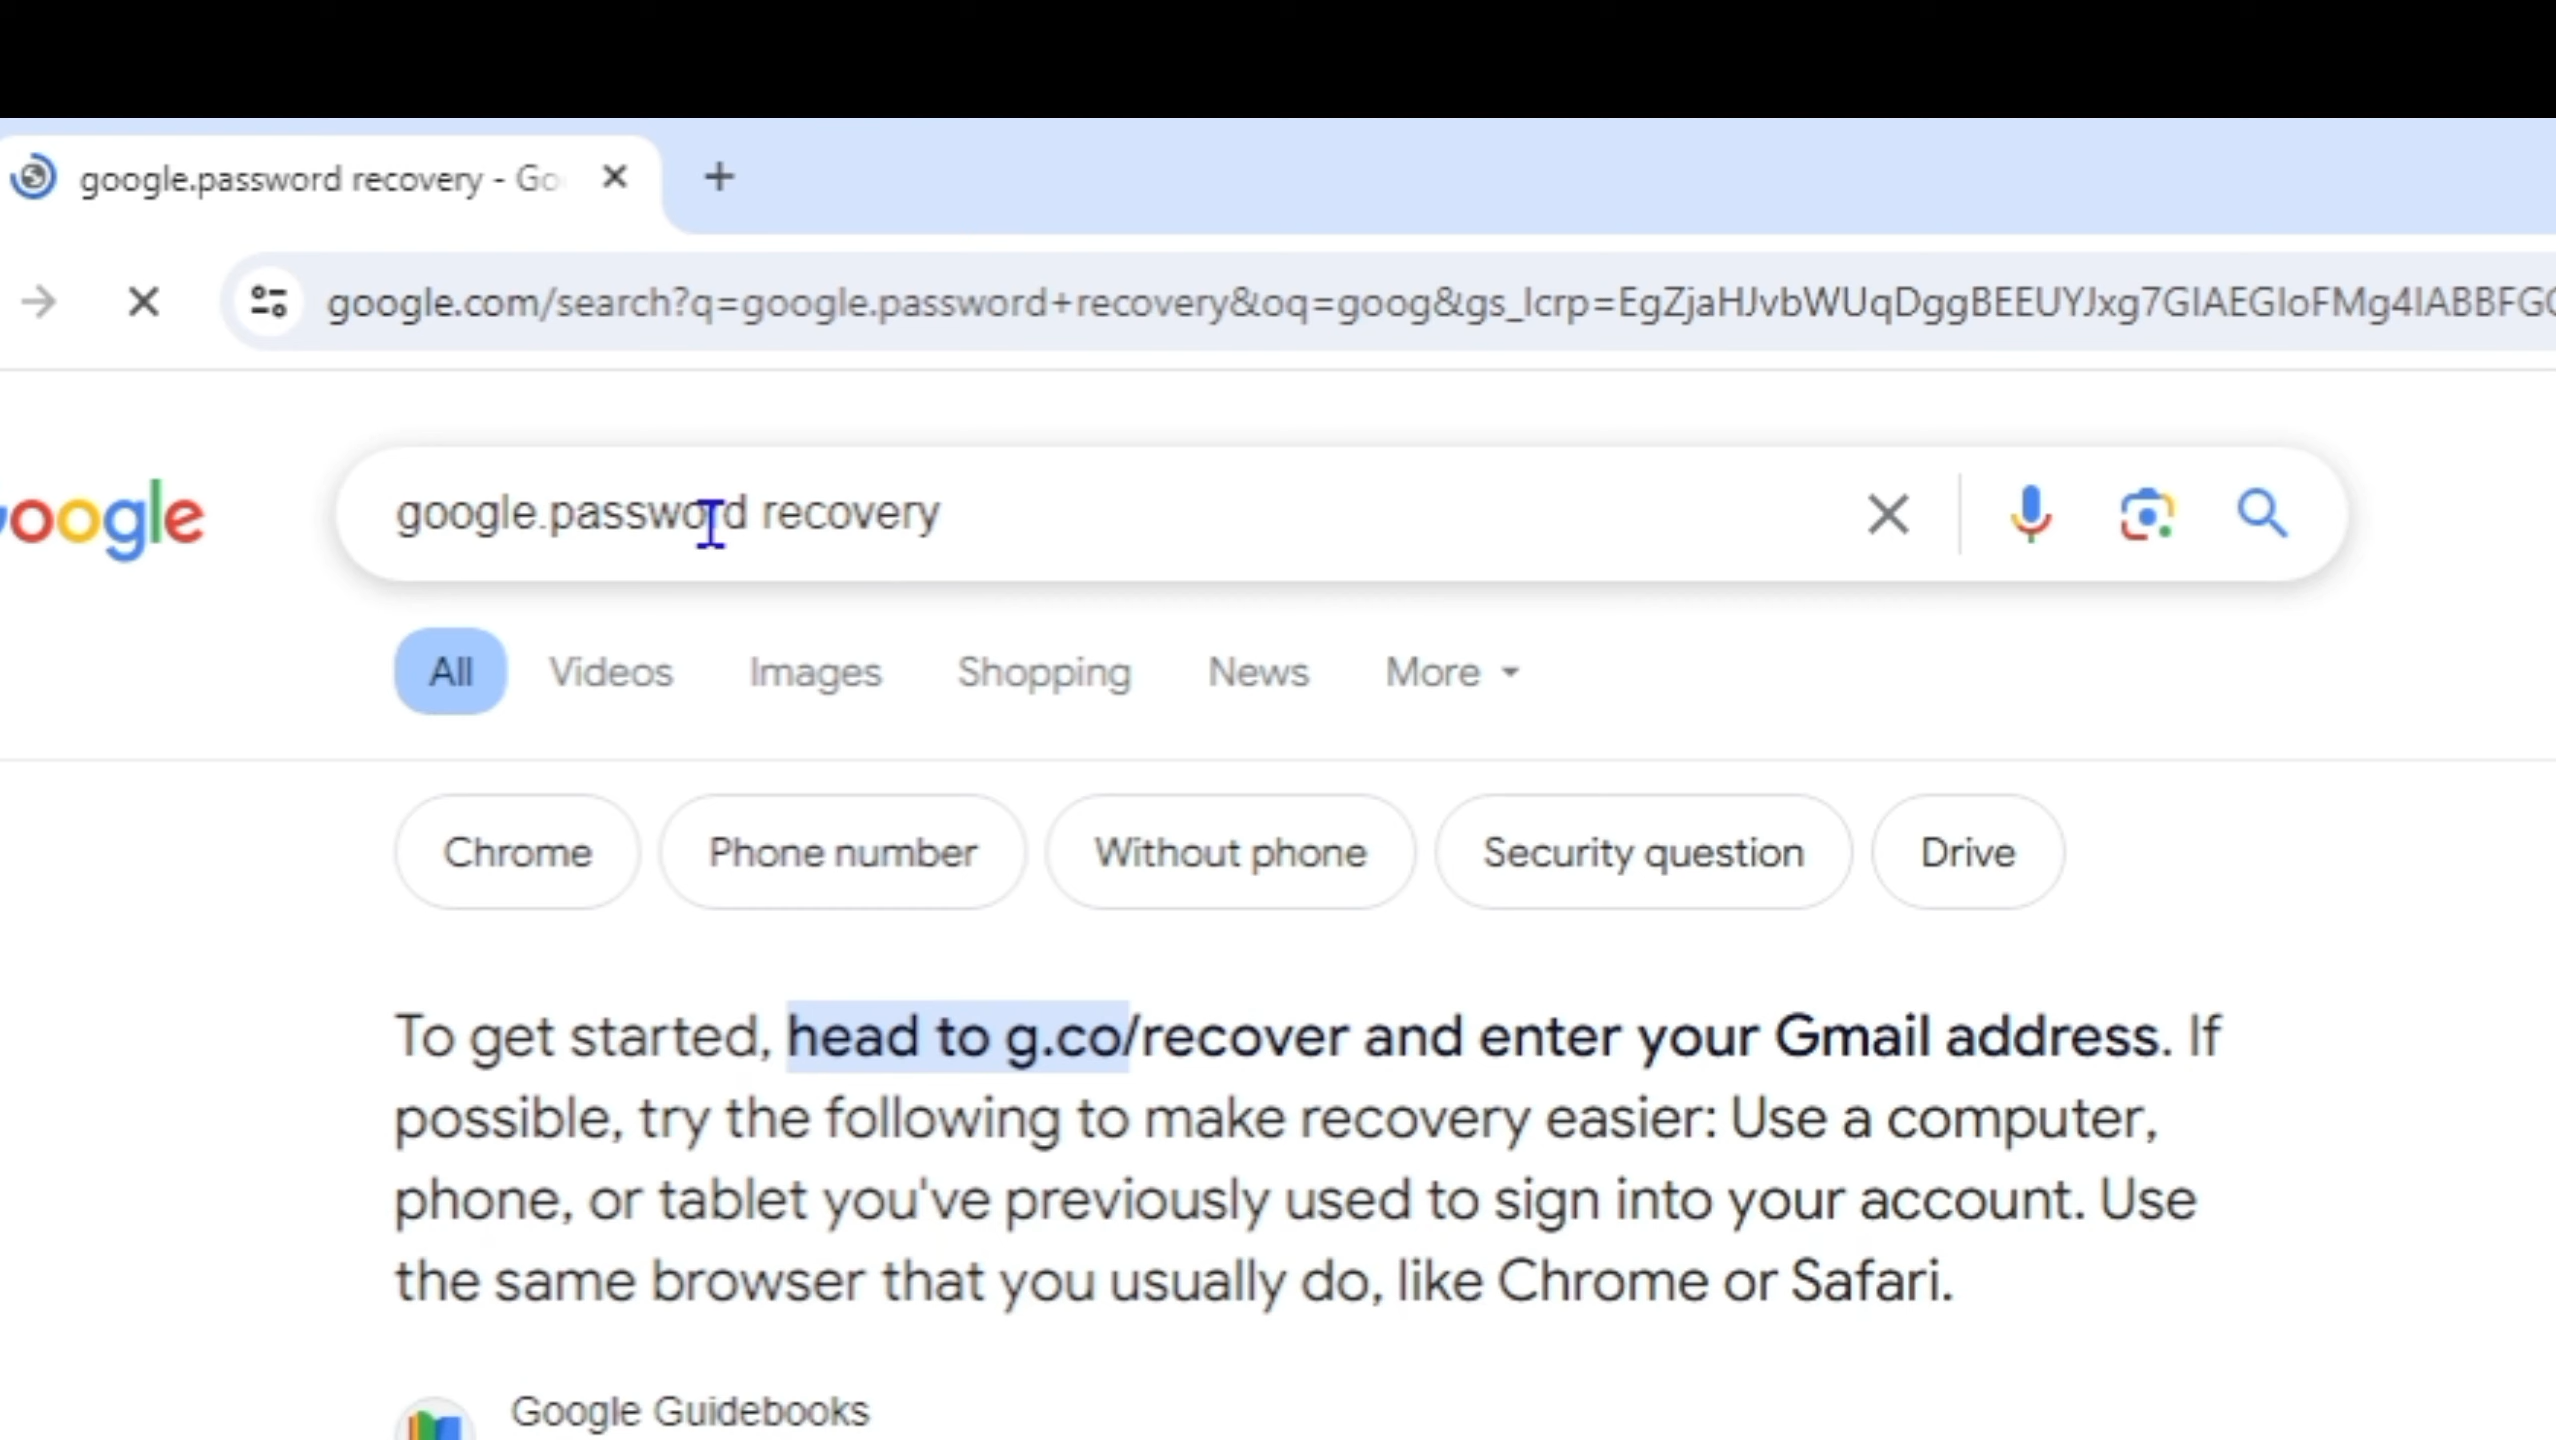 google.password recovery - Go
google.com/search?q=google.password+recovery&oq=goog&gs_lcrp=EgZjaHJvbWUqDggBEEUYJxg7GIAEGIoFMg4IABBFG
oogle
google.password recovery
All Videos Images Shopping News More
Chrome Phone number Without phone Security question Drive
To get started, head to g.co/recover and enter your Gmail address. If
possible, try the following to make recovery easier: Use a computer,
phone, or tablet you've previously used to sign into your account. Use
the same browser that you usually do, like Chrome or Safari.
Google Guidebooks